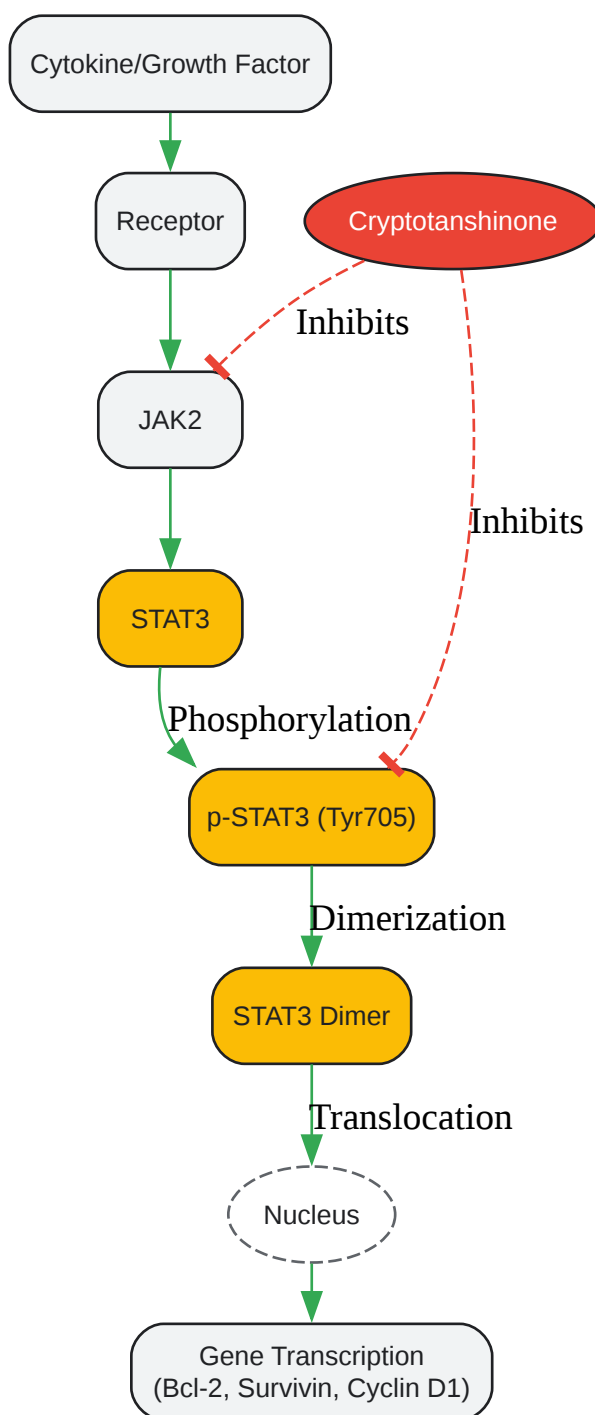 Cytokine/Growth Factor
Receptor
Cryptotanshinone
Inhibits
JAK2
Inhibits
STAT3
Phosphorylation
p-STAT3 (Tyr705)
Dimerization
STAT3 Dimer
Translocation
Nucleus
Gene Transcription
(Bcl-2, Survivin, Cyclin D1)